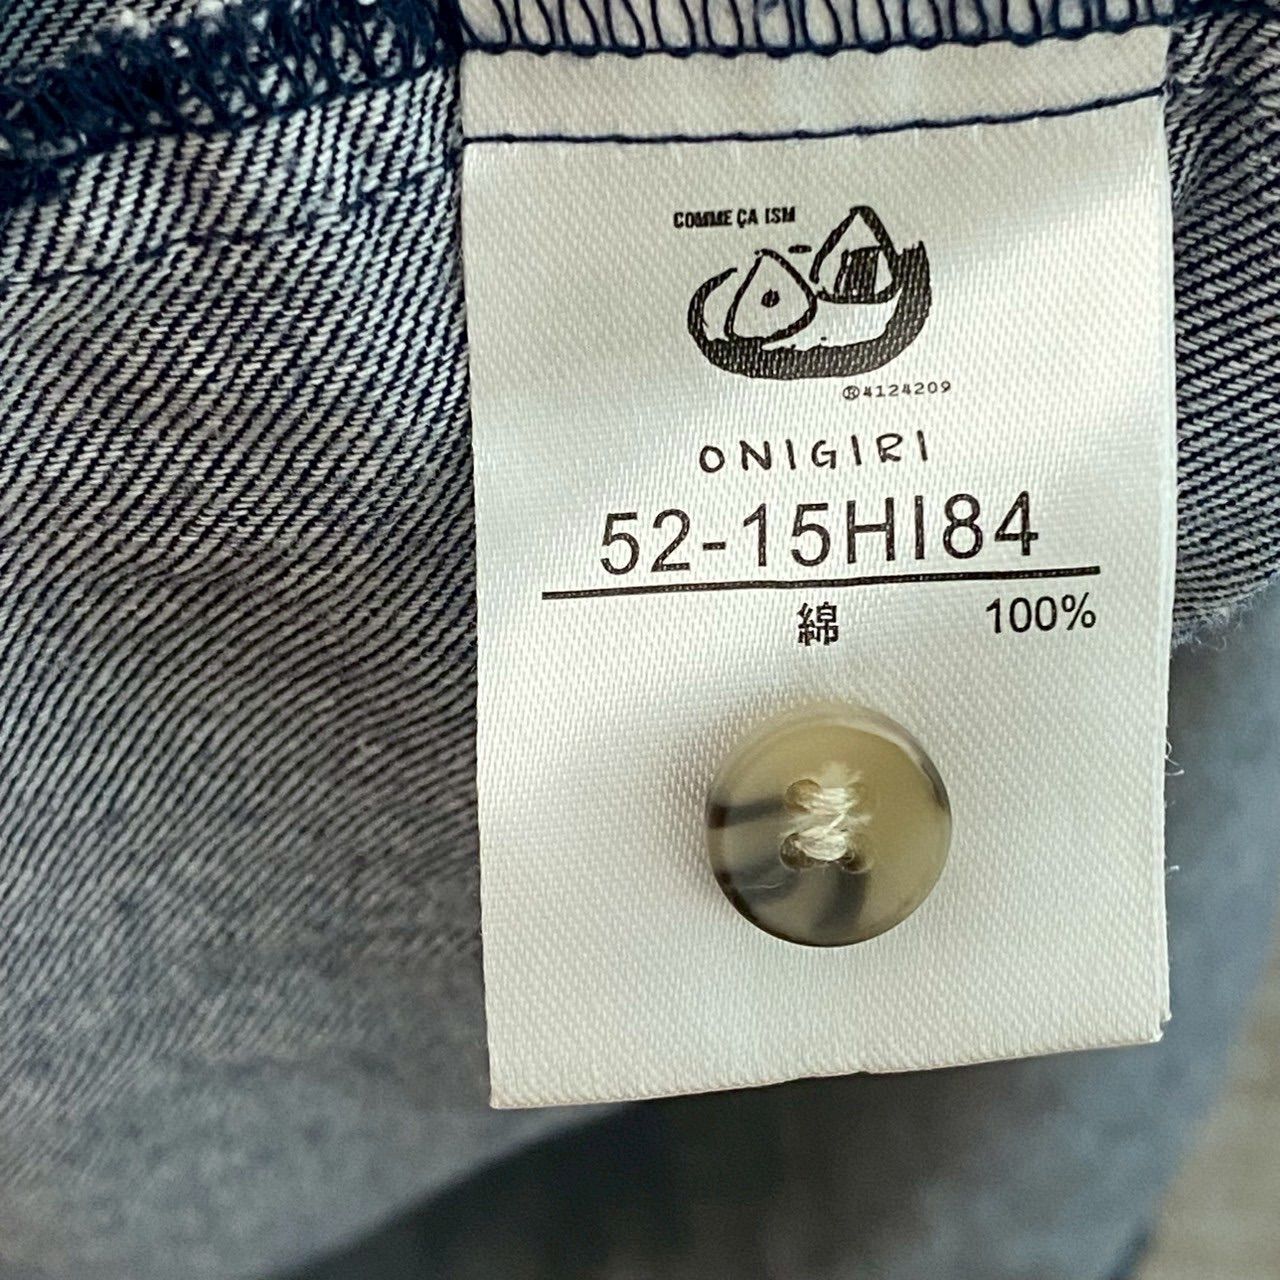 COMME ÇA ISM
®4124209
ONIGIRI
52-15HI84
綿 100%